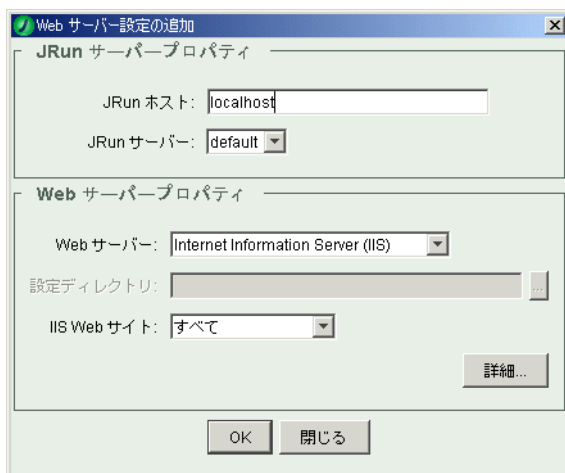 Web サーバー設定の追加
JRun サーバープロパティ
JRun ホスト: localhost
JRun サーバー: default
Web サーバープロパティ
Web サーバー: Internet Information Server (IIS)
設定ディレクトリ: ...
IIS Web サイト: すべて
詳細...
OK 閉じる